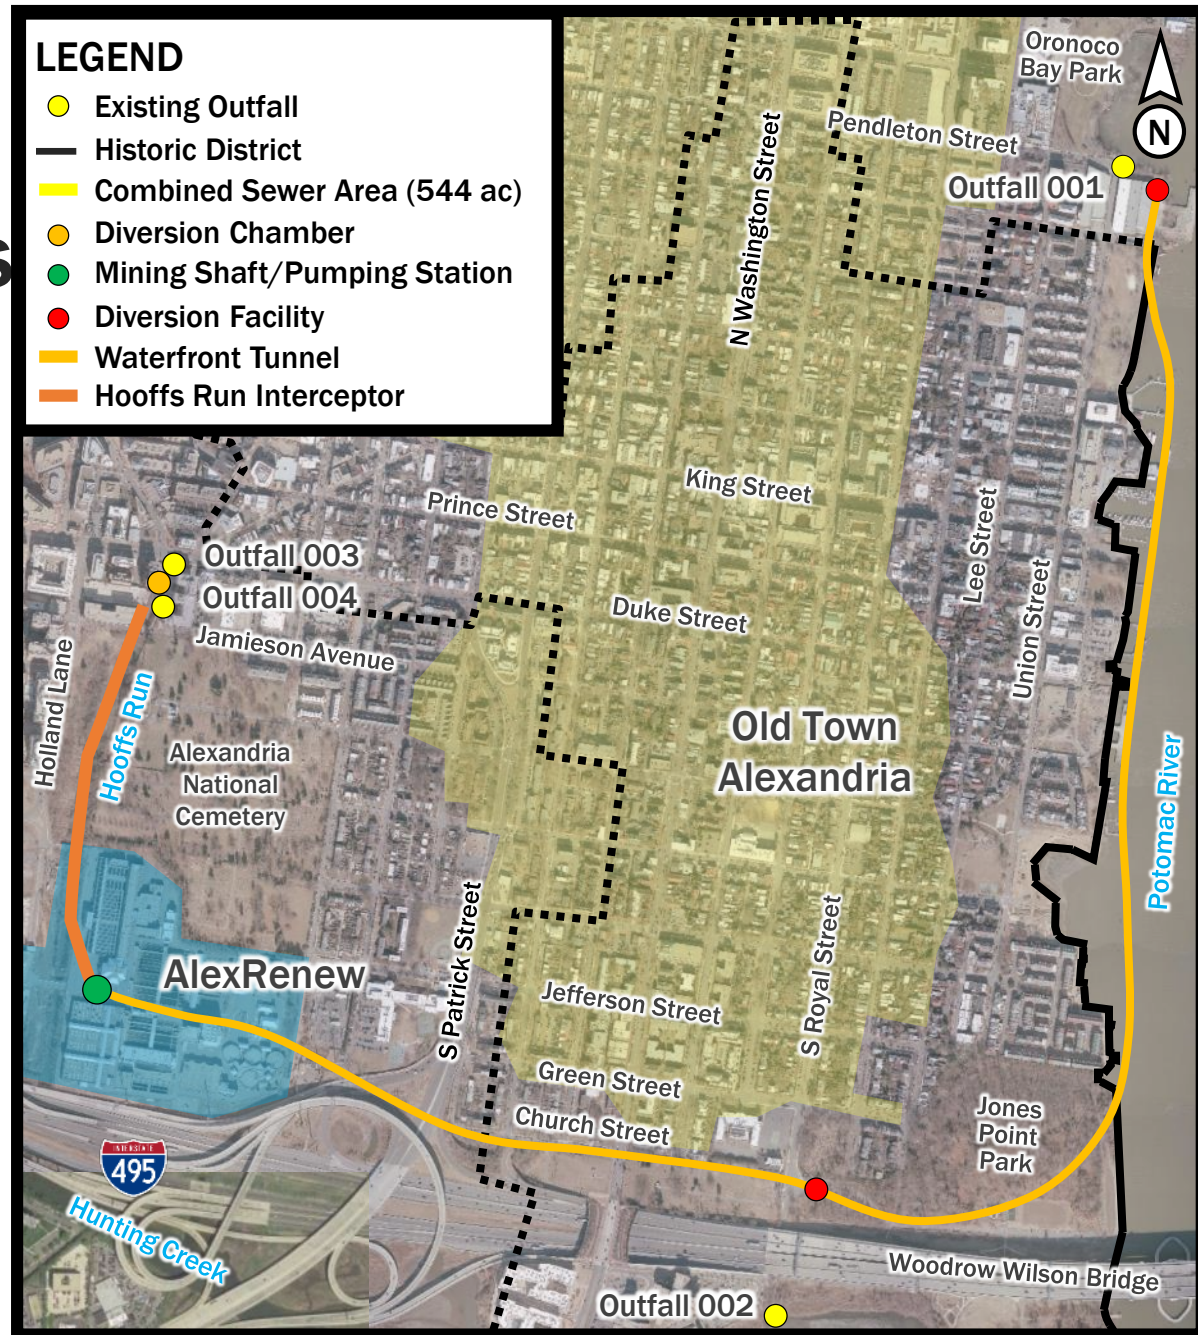 LEGEND
Existing Outfall
Historic District
Combined Sewer Area (544 ac)
Diversion Chamber
Mining Shaft/Pumping Station
Diversion Facility
Waterfront Tunnel
Hooffs Run Interceptor
S
Oronoco
Bay Park
N
Pendleton Street
Outfall 001
N Washington Street
King Street
Prince Street
Lee Street
Outfall 003
Outfall 004
Duke Street
Union Street
Jamieson Avenue
Holland Lane
Hooffs Run
Old Town
Alexandria
Alexandria
National
Cemetery
Potomac River
S Patrick Street
S Royal Street
AlexRenew
Jefferson Street
Green Street
Church Street
Jones
Point
Park
INTERSTATE
495
Hunting Creek
Woodrow Wilson Bridge
Outfall 002